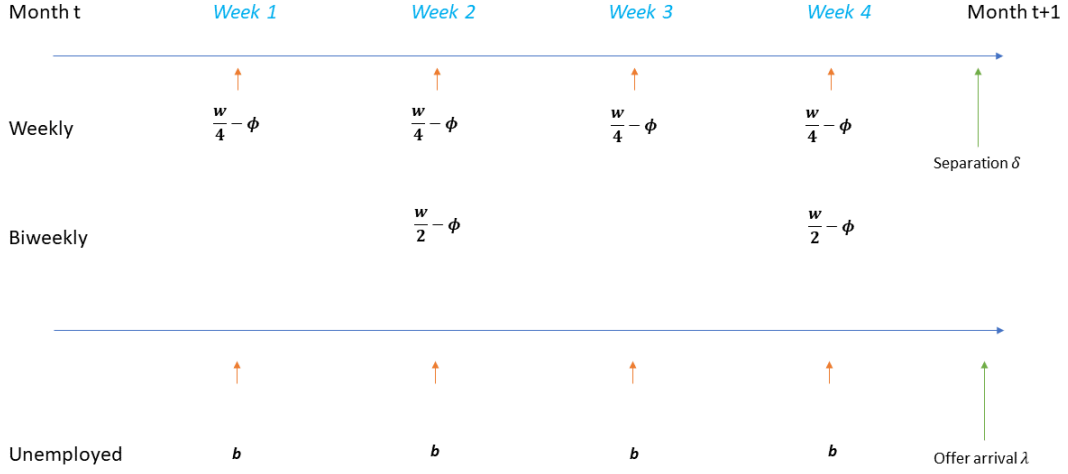 Month t Week 1 Week 2 Week 3 Week 4 Month t+1
Weekly w/4 − ϕ w/4 − ϕ w/4 − ϕ w/4 − ϕ
Separation δ
Biweekly w/2 − ϕ w/2 − ϕ
Unemployed b b b b Offer arrival λ